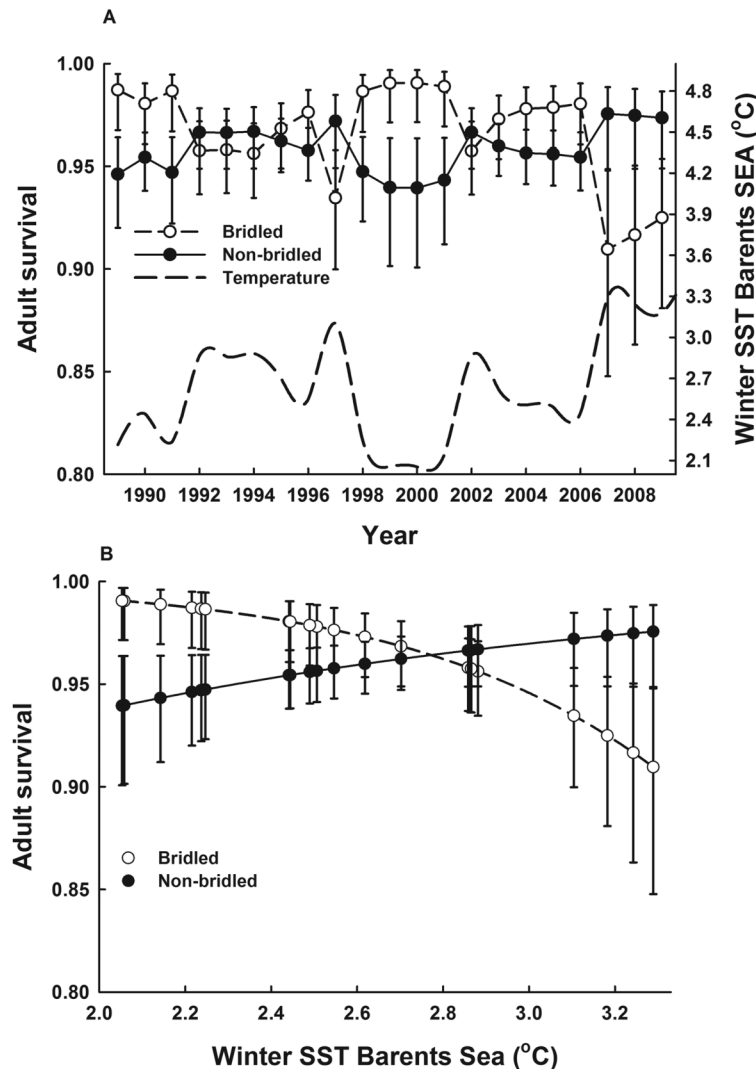 A
1.00
0.95
0.90
0.85
0.80
Adult survival
4.8
4.5
4.2
3.9
3.6
3.3
3.0
2.7
2.4
2.1
Winter SST Barents SEA (°C)
Bridled
Non-bridled
Temperature
1990 1992 1994 1996 1998 2000 2002 2004 2006 2008
Year
B
1.00
0.95
0.90
0.85
0.80
Adult survival
Bridled
Non-bridled
2.0 2.2 2.4 2.6 2.8 3.0 3.2
Winter SST Barents Sea (°C)